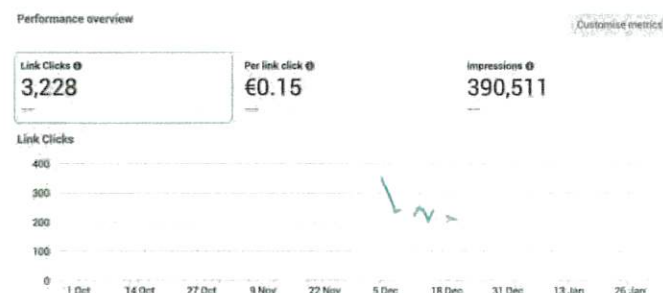 Performance overview
Customise metrics
Link Clicks
Per link click
Impressions
3,228
€0.15
390,511
Link Clicks
400
300
200
100
0
1 Oct 14 Oct 27 Oct 9 Nov 22 Nov 5 Dec 18 Dec 31 Dec 13 Jan 26 Jan